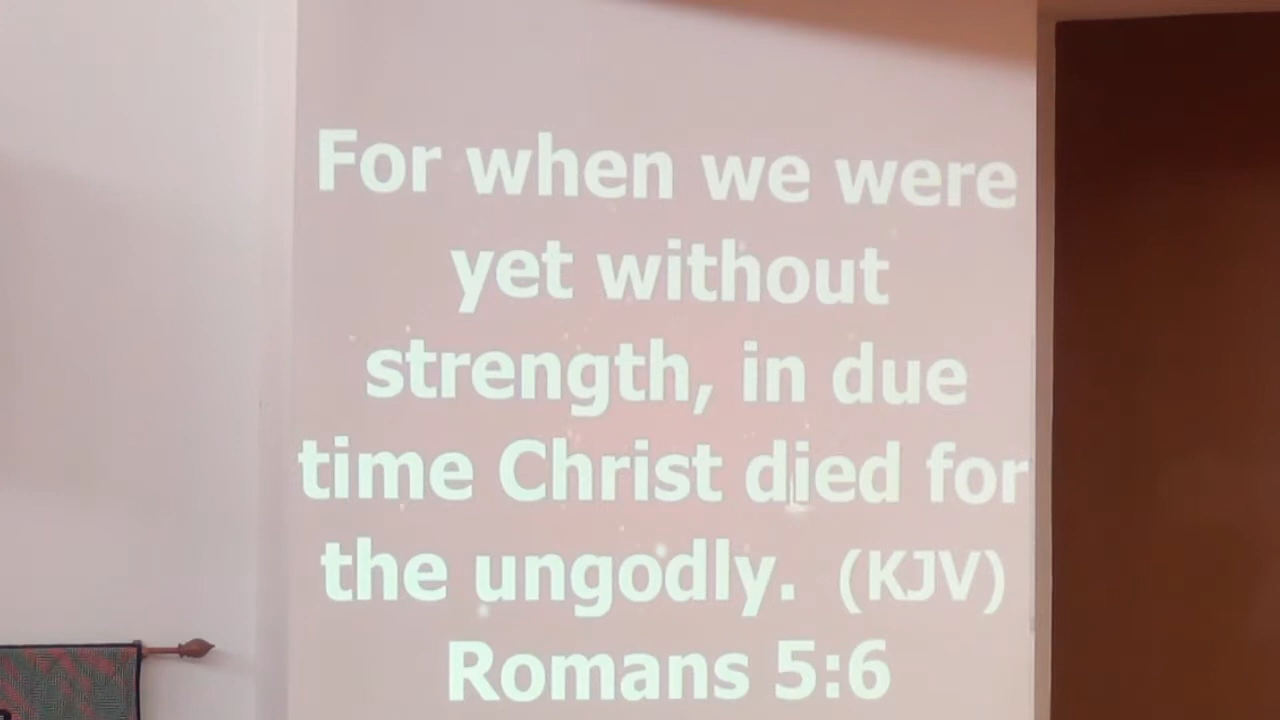 For when we were
yet without
strength, in due
time Christ died for
the ungodly. (KJV)
Romans 5:6